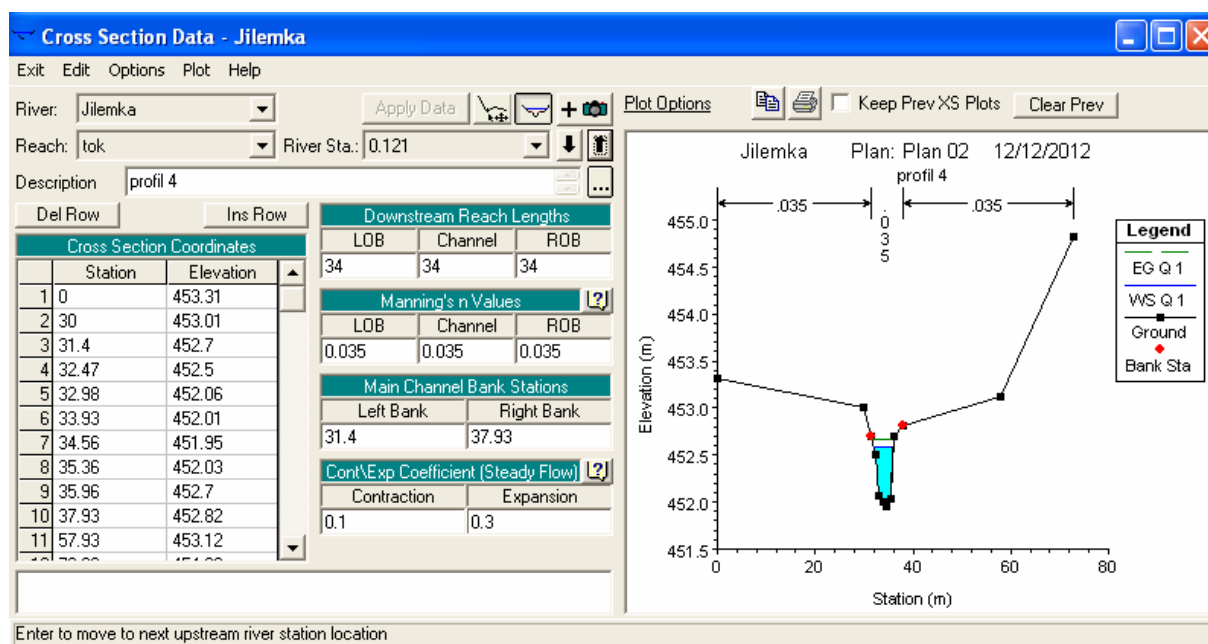 Cross Section Data - Jilemka
Exit Edit Options Plot Help
River: Jilemka Apply Data
Reach: tok River Sta.: 0.121
Description profil 4 ...
Del Row Ins Row
Cross Section Coordinates
Station Elevation
1 0 453.31
2 30 453.01
3 31.4 452.7
4 32.47 452.5
5 32.98 452.06
6 33.93 452.01
7 34.56 451.95
8 35.36 452.03
9 35.96 452.7
10 37.93 452.82
11 57.93 453.12
Downstream Reach Lengths
LOB Channel ROB
34 34 34
Manning's n Values
LOB Channel ROB
0.035 0.035 0.035
Main Channel Bank Stations
Left Bank Right Bank
31.4 37.93
Cont\Exp Coefficient (Steady Flow)
Contraction Expansion
0.1 0.3
Plot Options Keep Prev XS Plots Clear Prev
Jilemka Plan: Plan 02 12/12/2012
profil 4
.035 .035 .035
455.0
454.5
454.0
453.5
453.0
452.5
452.0
451.5
Elevation (m)
0 20 40 60 80
Station (m)
Legend
EG Q 1
WS Q 1
Ground
Bank Sta
Enter to move to next upstream river station location